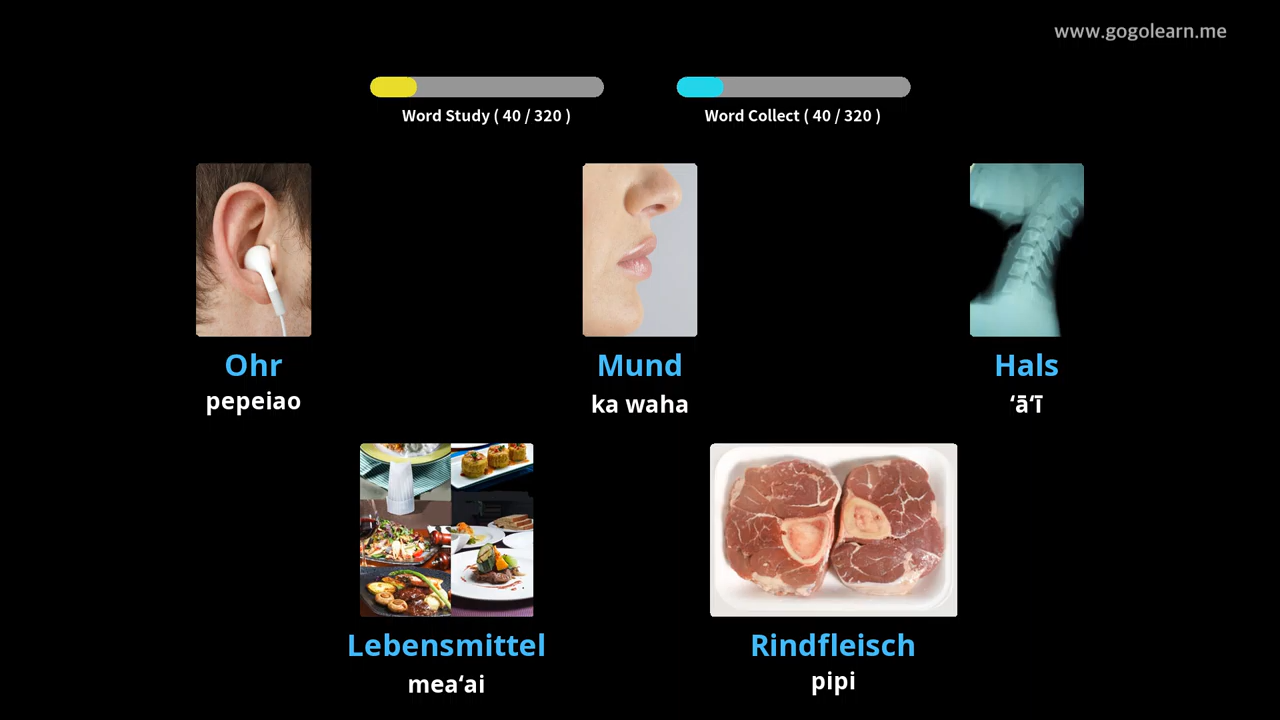 www.gogolearn.me
Word Study ( 40 / 320 )
Word Collect ( 40 / 320 )
Ohr
pepeiao
Mund
ka waha
Hals
ʻāʻī
Lebensmittel
meaʻai
Rindfleisch
pipi